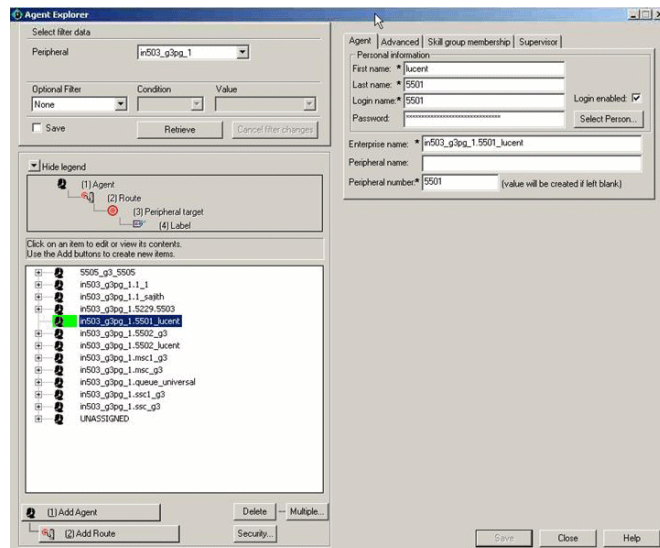 Agent Explorer
Select filter data
Peripheral in503_g3pg_1
Optional Filter Condition Value
None
Save Retrieve Cancel filter changes
Hide legend
(1) Agent
(2) Route
(3) Peripheral target
(4) Label
Click on an item to edit or view its contents.
Use the Add buttons to create new items.
5505_g3_5505
in503_g3pg_1.1_1
in503_g3pg_1.1_sajith
in503_g3pg_1.5229.5503
in503_g3pg_1.5501_lucent
in503_g3pg_1.5502_g3
in503_g3pg_1.5502_lucent
in503_g3pg_1.msc1_g3
in503_g3pg_1.msc_g3
in503_g3pg_1.queue_universal
in503_g3pg_1.ssc1_g3
in503_g3pg_1.ssc_g3
UNASSIGNED
(1) Add Agent Delete Multiple...
(2) Add Route Security...
Agent Advanced Skill group membership Supervisor
Personal information
First name: * lucent
Last name: * 5501
Login name: * 5501 Login enabled:
Password: ****************************** Select Person...
Enterprise name: * in503_g3pg_1.5501_lucent
Peripheral name:
Peripheral number: * 5501 (value will be created if left blank)
Save Close Help